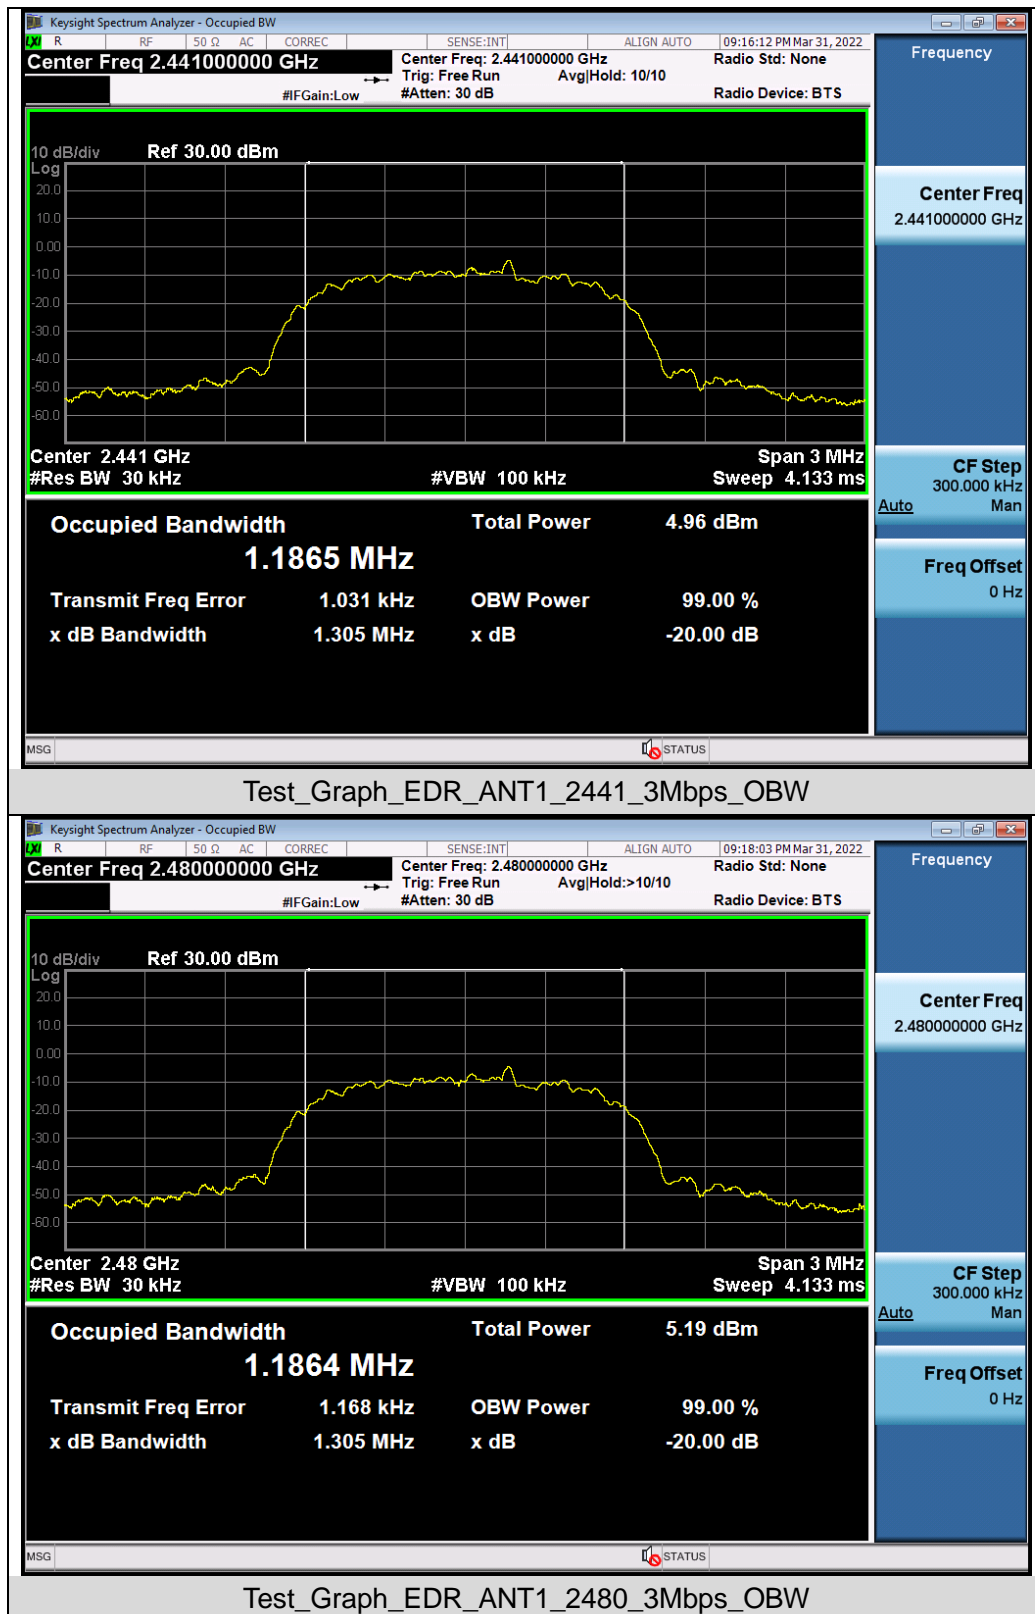 Keysight Spectrum Analyzer - Occupied BW
LXI R RF 50 Ω AC CORREC SENSE:INT ALIGN AUTO 09:16:12 PM Mar 31, 2022
Center Freq 2.441000000 GHz
Center Freq: 2.441000000 GHz
Radio Std: None
Trig: Free Run Avg|Hold: 10/10
#IFGain:Low #Atten: 30 dB Radio Device: BTS
Frequency
10 dB/div Ref 30.00 dBm
Log
20.0
10.0
0.00
-10.0
-20.0
-30.0
-40.0
-50.0
-60.0
Center 2.441 GHz Span 3 MHz
#Res BW 30 kHz #VBW 100 kHz Sweep 4.133 ms
Center Freq
2.441000000 GHz
CF Step
300.000 kHz
Auto Man
Freq Offset
0 Hz
Occupied Bandwidth Total Power 4.96 dBm
1.1865 MHz
Transmit Freq Error 1.031 kHz OBW Power 99.00 %
x dB Bandwidth 1.305 MHz x dB -20.00 dB
MSG STATUS
Test_Graph_EDR_ANT1_2441_3Mbps_OBW
Keysight Spectrum Analyzer - Occupied BW
LXI R RF 50 Ω AC CORREC SENSE:INT ALIGN AUTO 09:18:03 PM Mar 31, 2022
Center Freq 2.480000000 GHz
Center Freq: 2.480000000 GHz
Radio Std: None
Trig: Free Run Avg|Hold:>10/10
#IFGain:Low #Atten: 30 dB Radio Device: BTS
Frequency
10 dB/div Ref 30.00 dBm
Log
20.0
10.0
0.00
-10.0
-20.0
-30.0
-40.0
-50.0
-60.0
Center 2.48 GHz Span 3 MHz
#Res BW 30 kHz #VBW 100 kHz Sweep 4.133 ms
Center Freq
2.480000000 GHz
CF Step
300.000 kHz
Auto Man
Freq Offset
0 Hz
Occupied Bandwidth Total Power 5.19 dBm
1.1864 MHz
Transmit Freq Error 1.168 kHz OBW Power 99.00 %
x dB Bandwidth 1.305 MHz x dB -20.00 dB
MSG STATUS
Test_Graph_EDR_ANT1_2480_3Mbps_OBW